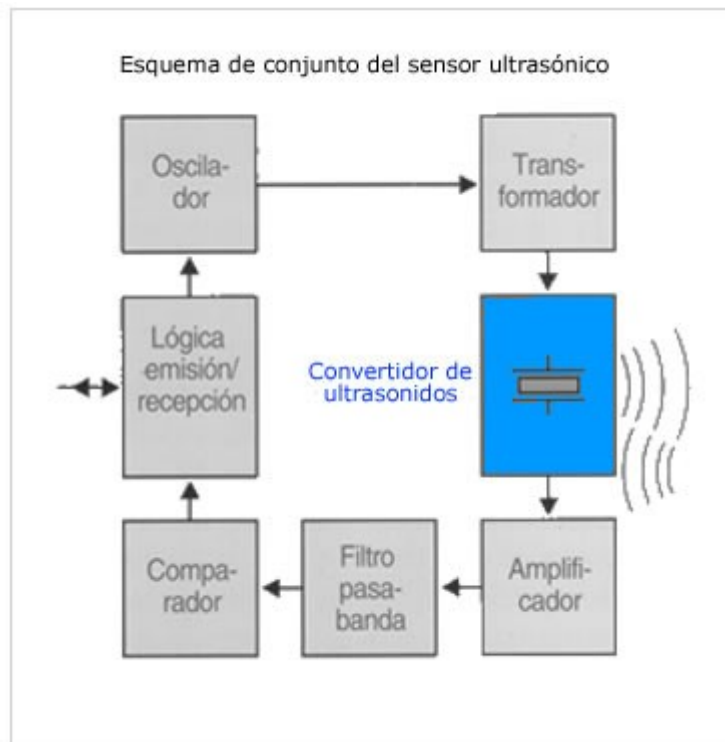 Esquema de conjunto del sensor ultrasónico
Oscila-
dor
Trans-
formador
Lógica
emisión/
recepción
Convertidor de
ultrasonidos
Compa-
rador
Filtro
pasa-
banda
Amplifi-
cador